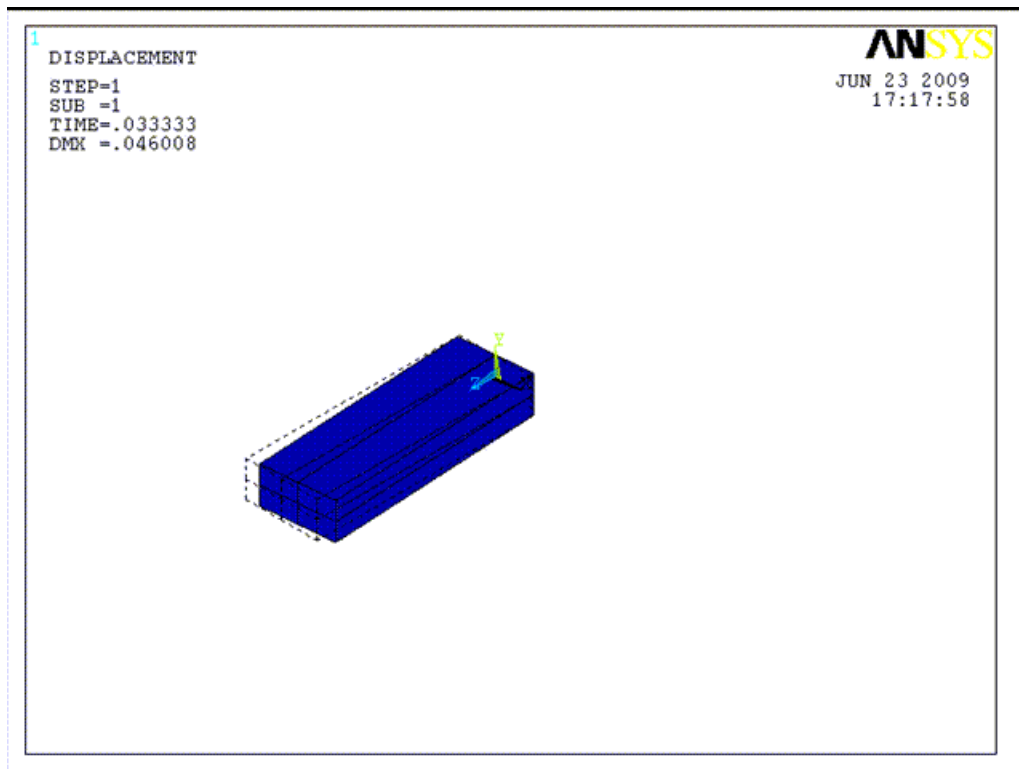 1
DISPLACEMENT
STEP=1
SUB =1
TIME=.033333
DMX =.046008
ANSYS
JUN 23 2009
17:17:58
Y
Z